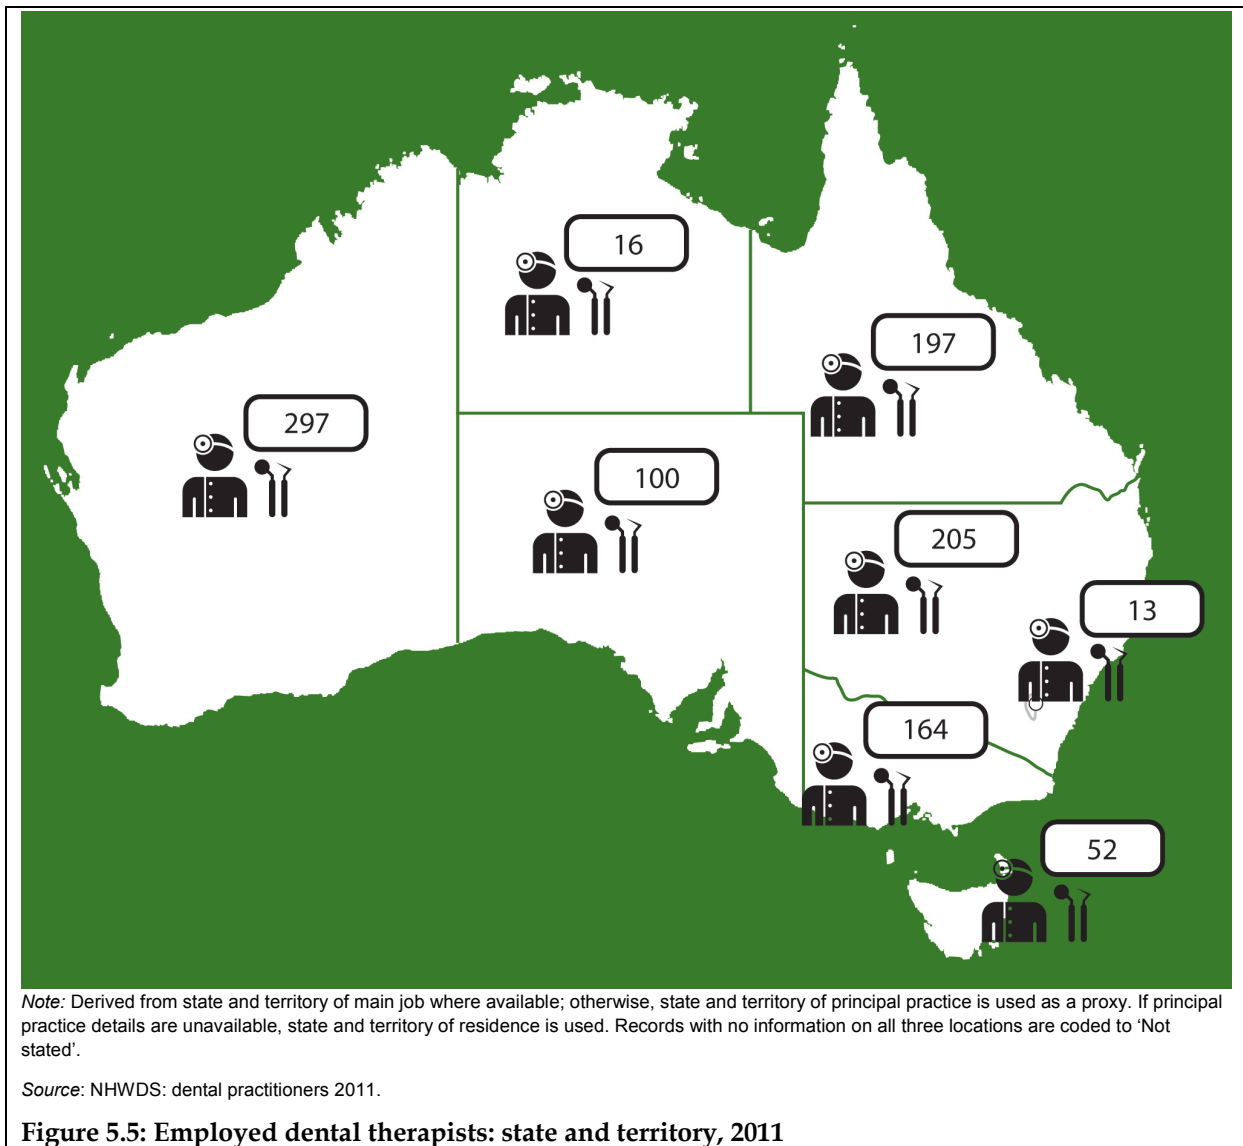 16
197
297
100
205
13
164
52
Note: Derived from state and territory of main job where available; otherwise, state and territory of principal practice is used as a proxy. If principal
practice details are unavailable, state and territory of residence is used. Records with no information on all three locations are coded to ‘Not
stated’.
Source: NHWDS: dental practitioners 2011.
Figure 5.5: Employed dental therapists: state and territory, 2011